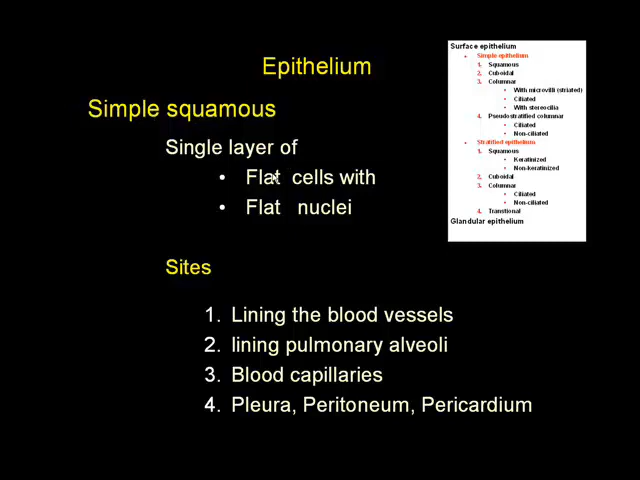 Epithelium
Simple squamous
Single layer of
• Flat cells with
• Flat nuclei
Sites
1. Lining the blood vessels
2. lining pulmonary alveoli
3. Blood capillaries
4. Pleura, Peritoneum, Pericardium
Surface epithelium
• Simple epithelium
1. Squamous
2. Cuboidal
3. Columnar
• With microvilli (striated)
• Ciliated
• With stereocilia
4. Pseudostratified columnar
• Ciliated
• Non-ciliated
• Stratified epithelium
1. Squamous
• Keratinized
• Non-keratinized
2. Cuboidal
3. Columnar
• Ciliated
• Non-ciliated
4. Transtional
Glandular epithelium